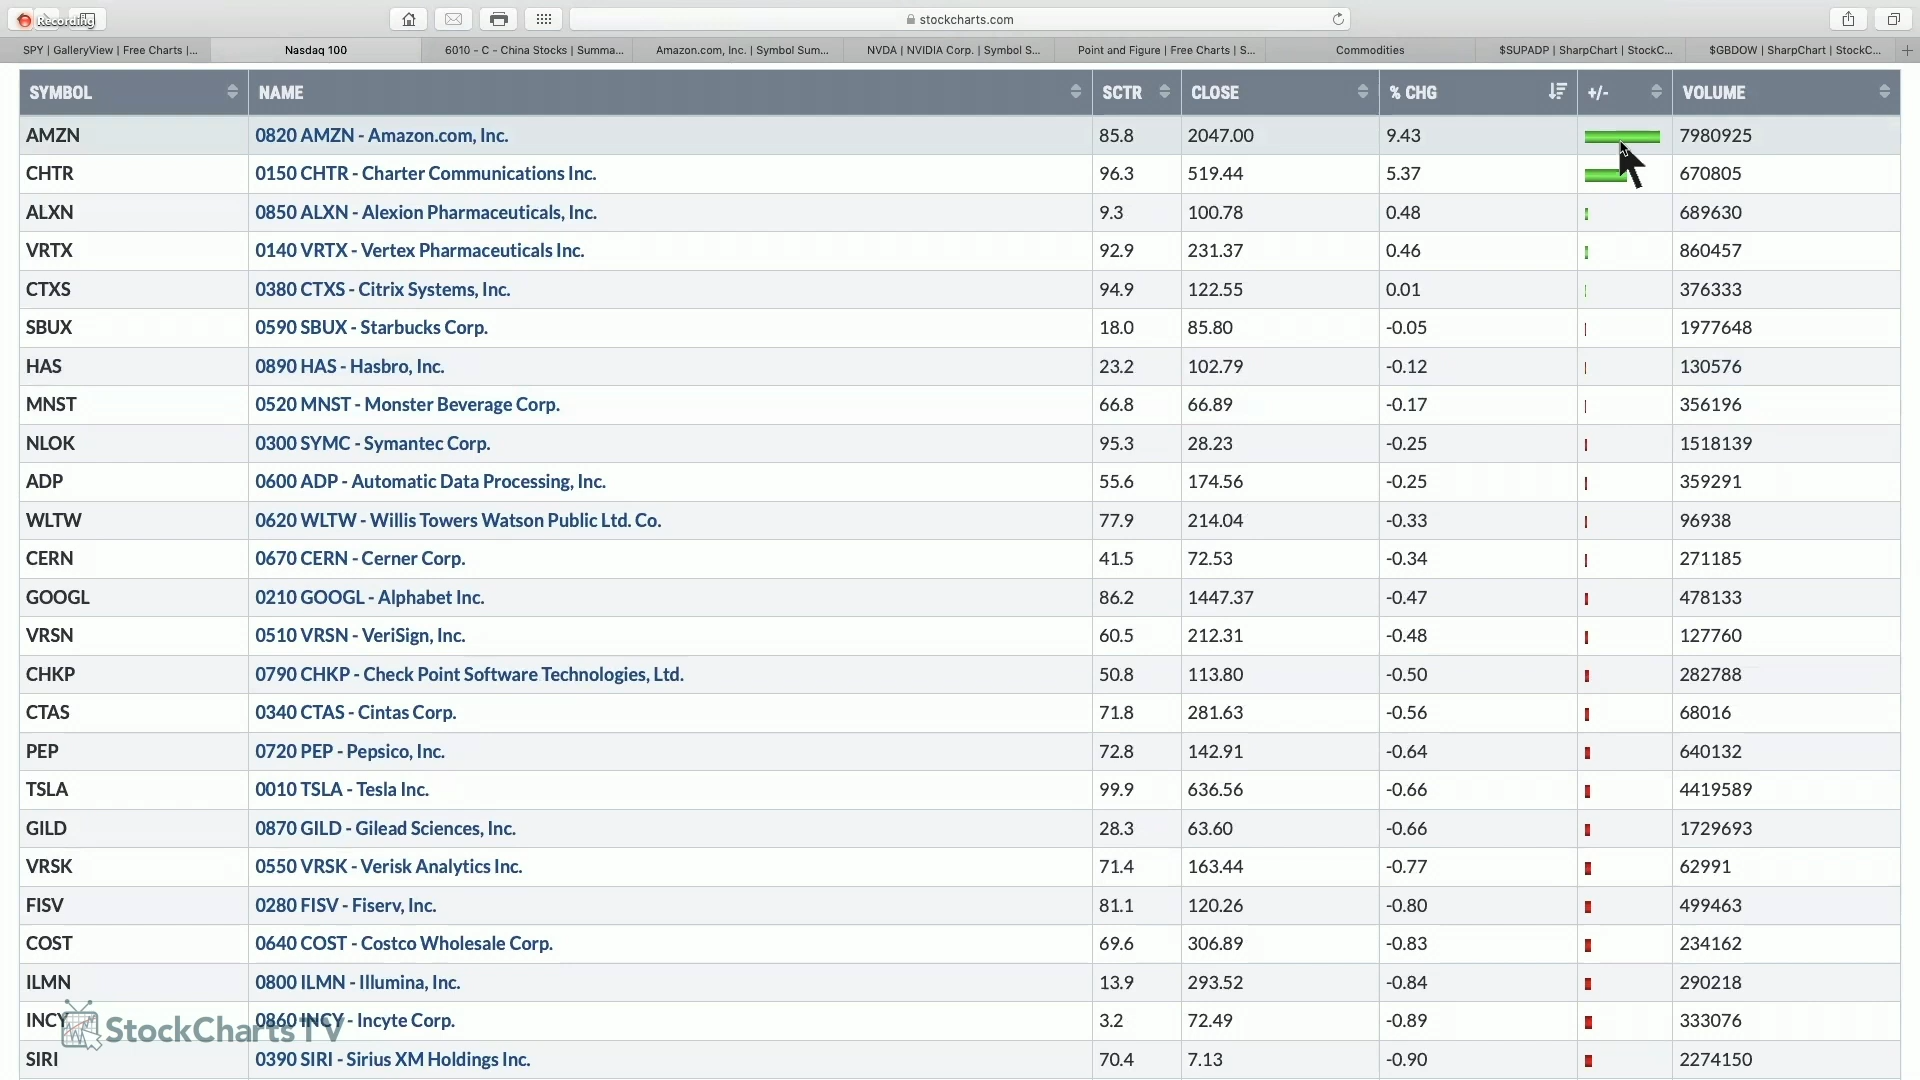 Recording
stockcharts.com
SPY | GalleryView | Free Charts |... Nasdaq 100 6010 - C - China Stocks | Summa... Amazon.com, Inc. | Symbol Sum... NVDA | NVIDIA Corp. | Symbol S... Point and Figure | Free Charts | S... Commodities $SUPADP | SharpChart | StockC... $GBDOW | SharpChart | StockC...
SYMBOL NAME SCTR CLOSE % CHG +/- VOLUME
AMZN 0820 AMZN - Amazon.com, Inc. 85.8 2047.00 9.43 7980925
CHTR 0150 CHTR - Charter Communications Inc. 96.3 519.44 5.37 670805
ALXN 0850 ALXN - Alexion Pharmaceuticals, Inc. 9.3 100.78 0.48 689630
VRTX 0140 VRTX - Vertex Pharmaceuticals Inc. 92.9 231.37 0.46 860457
CTXS 0380 CTXS - Citrix Systems, Inc. 94.9 122.55 0.01 376333
SBUX 0590 SBUX - Starbucks Corp. 18.0 85.80 -0.05 1977648
HAS 0890 HAS - Hasbro, Inc. 23.2 102.79 -0.12 130576
MNST 0520 MNST - Monster Beverage Corp. 66.8 66.89 -0.17 356196
NLOK 0300 SYMC - Symantec Corp. 95.3 28.23 -0.25 1518139
ADP 0600 ADP - Automatic Data Processing, Inc. 55.6 174.56 -0.25 359291
WLTW 0620 WLTW - Willis Towers Watson Public Ltd. Co. 77.9 214.04 -0.33 96938
CERN 0670 CERN - Cerner Corp. 41.5 72.53 -0.34 271185
GOOGL 0210 GOOGL - Alphabet Inc. 86.2 1447.37 -0.47 478133
VRSN 0510 VRSN - VeriSign, Inc. 60.5 212.31 -0.48 127760
CHKP 0790 CHKP - Check Point Software Technologies, Ltd. 50.8 113.80 -0.50 282788
CTAS 0340 CTAS - Cintas Corp. 71.8 281.63 -0.56 68016
PEP 0720 PEP - Pepsico, Inc. 72.8 142.91 -0.64 640132
TSLA 0010 TSLA - Tesla Inc. 99.9 636.56 -0.66 4419589
GILD 0870 GILD - Gilead Sciences, Inc. 28.3 63.60 -0.66 1729693
VRSK 0550 VRSK - Verisk Analytics Inc. 71.4 163.44 -0.77 62991
FISV 0280 FISV - Fiserv, Inc. 81.1 120.26 -0.80 499463
COST 0640 COST - Costco Wholesale Corp. 69.6 306.89 -0.83 234162
ILMN 0800 ILMN - Illumina, Inc. 13.9 293.52 -0.84 290218
INCY 0860 INCY - Incyte Corp. 3.2 72.49 -0.89 333076
StockCharts TV
SIRI 0390 SIRI - Sirius XM Holdings Inc. 70.4 7.13 -0.90 2274150